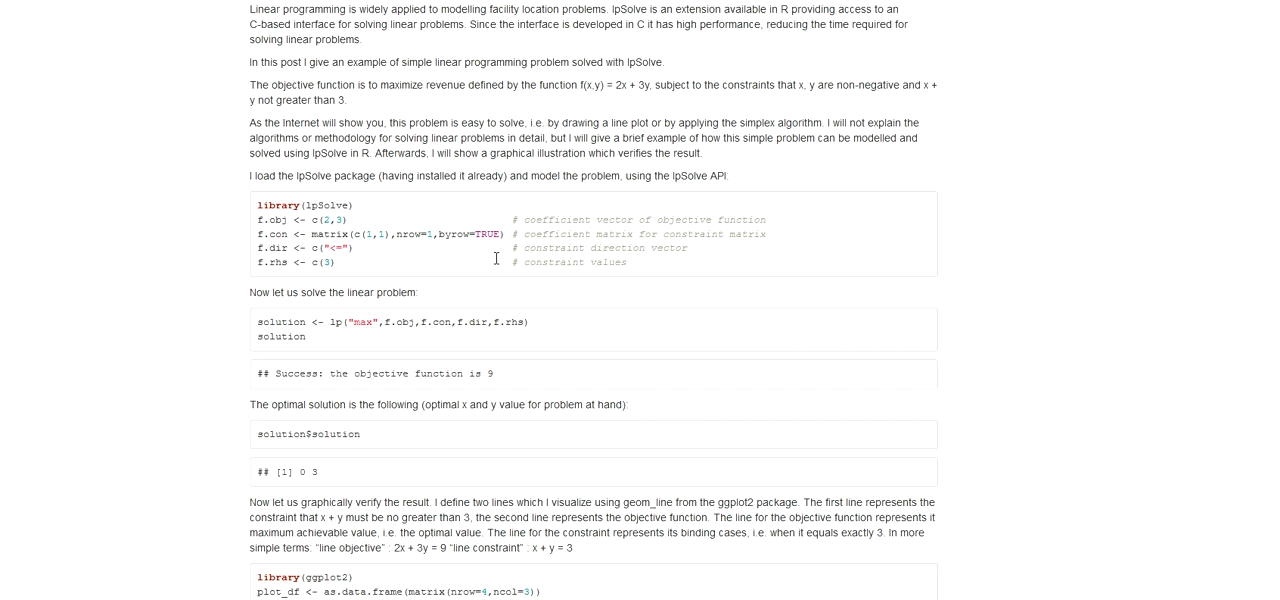 Linear programming is widely applied to modelling facility location problems. lpSolve is an extension available in R providing access to an
C-based interface for solving linear problems. Since the interface is developed in C it has high performance, reducing the time required for
solving linear problems.
In this post I give an example of simple linear programming problem solved with lpSolve.
The objective function is to maximize revenue defined by the function f(x,y) = 2x + 3y, subject to the constraints that x, y are non-negative and x +
y not greater than 3.
As the Internet will show you, this problem is easy to solve, i.e. by drawing a line plot or by applying the simplex algorithm. I will not explain the
algorithms or methodology for solving linear problems in detail, but I will give a brief example of how this simple problem can be modelled and
solved using lpSolve in R. Afterwards, I will show a graphical illustration which verifies the result.
I load the lpSolve package (having installed it already) and model the problem, using the lpSolve API:
library(lpSolve)
f.obj <- c(2,3) # coefficient vector of objective function
f.con <- matrix(c(1,1),nrow=1,byrow=TRUE) # coefficient matrix for constraint matrix
f.dir <- c("<=") # constraint direction vector
f.rhs <- c(3) # constraint values
Now let us solve the linear problem:
solution <- lp("max",f.obj,f.con,f.dir,f.rhs)
solution
## Success: the objective function is 9
The optimal solution is the following (optimal x and y value for problem at hand):
solution$solution
## [1] 0 3
Now let us graphically verify the result. I define two lines which I visualize using geom_line from the ggplot2 package. The first line represents the
constraint that x + y must be no greater than 3, the second line represents the objective function. The line for the objective function represents it
maximum achievable value, i.e. the optimal value. The line for the constraint represents its binding cases, i.e. when it equals exactly 3. In more
simple terms: “line objective” : 2x + 3y = 9 “line constraint” : x + y = 3
library(ggplot2)
plot_df <- as.data.frame(matrix(nrow=4,ncol=3))